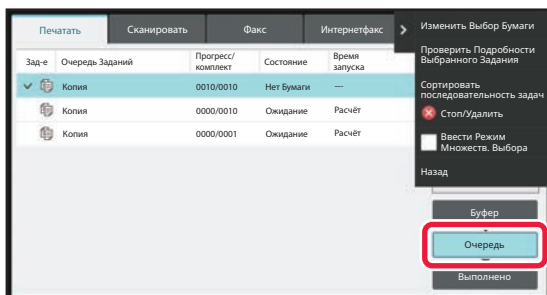 Печатать
Сканировать
Факс
Интернетфакс
Зад-е
Очередь Заданий
Прогресс/
комплект
Состояние
Время
запуска
Копия
0010/0010
Нет Бумаги
---
Копия
0000/0010
Ожидание
Расчёт
Копия
0000/0001
Ожидание
Расчёт
Изменить Выбор Бумаги
Проверить Подробности
Выбранного Задания
Сортировать
последовательность задач
Стоп/Удалить
Ввести Режим
Множеств. Выбора
Назад
Буфер
Очередь
Выполнено